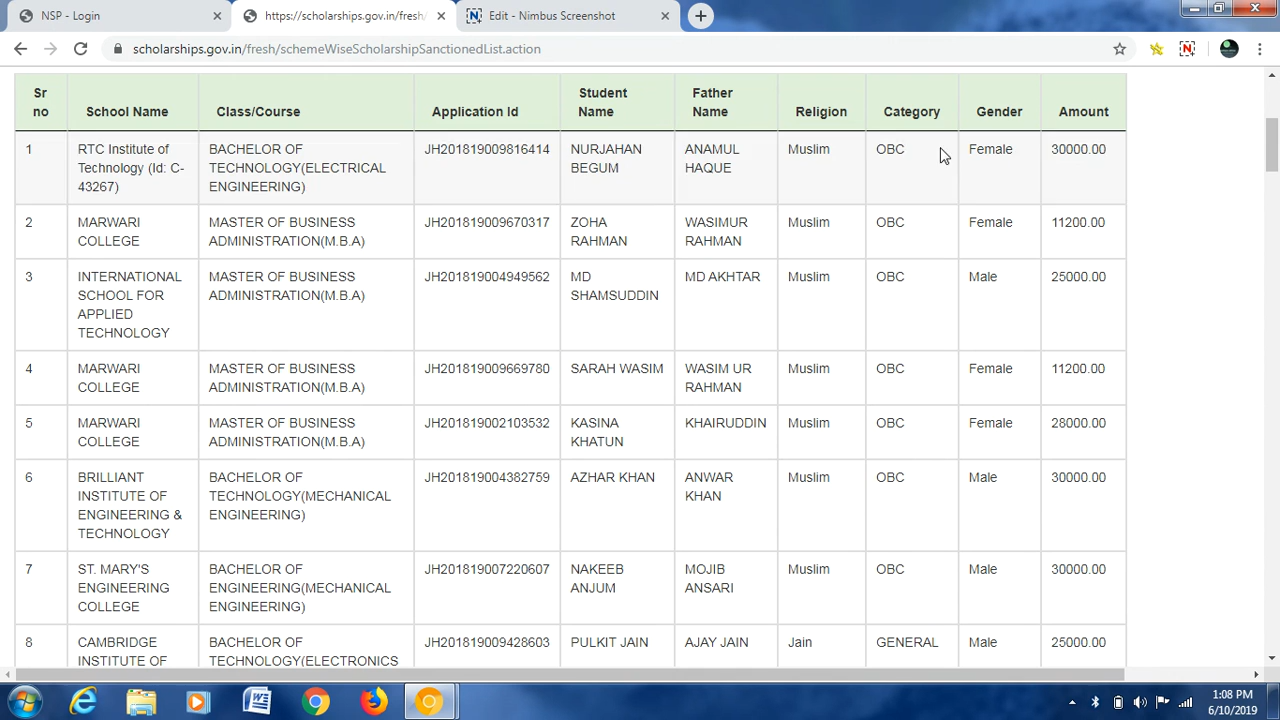 NSP - Login
https://scholarships.gov.in/fresh/
Edit - Nimbus Screenshot
scholarships.gov.in/fresh/schemeWiseScholarshipSanctionedList.action
Sr no School Name Class/Course Application Id Student Name Father Name Religion Category Gender Amount
1 RTC Institute of Technology (Id: C-43267) BACHELOR OF TECHNOLOGY(ELECTRICAL ENGINEERING) JH201819009816414 NURJAHAN BEGUM ANAMUL HAQUE Muslim OBC Female 30000.00
2 MARWARI COLLEGE MASTER OF BUSINESS ADMINISTRATION(M.B.A) JH201819009670317 ZOHA RAHMAN WASIMUR RAHMAN Muslim OBC Female 11200.00
3 INTERNATIONAL SCHOOL FOR APPLIED TECHNOLOGY MASTER OF BUSINESS ADMINISTRATION(M.B.A) JH201819004949562 MD SHAMSUDDIN MD AKHTAR Muslim OBC Male 25000.00
4 MARWARI COLLEGE MASTER OF BUSINESS ADMINISTRATION(M.B.A) JH201819009669780 SARAH WASIM WASIM UR RAHMAN Muslim OBC Female 11200.00
5 MARWARI COLLEGE MASTER OF BUSINESS ADMINISTRATION(M.B.A) JH201819002103532 KASINA KHATUN KHAIRUDDIN Muslim OBC Female 28000.00
6 BRILLIANT INSTITUTE OF ENGINEERING & TECHNOLOGY BACHELOR OF TECHNOLOGY(MECHANICAL ENGINEERING) JH201819004382759 AZHAR KHAN ANWAR KHAN Muslim OBC Male 30000.00
7 ST. MARY'S ENGINEERING COLLEGE BACHELOR OF ENGINEERING(MECHANICAL ENGINEERING) JH201819007220607 NAKEEB ANJUM MOJIB ANSARI Muslim OBC Male 30000.00
8 CAMBRIDGE INSTITUTE OF BACHELOR OF TECHNOLOGY(ELECTRONICS JH201819009428603 PULKIT JAIN AJAY JAIN Jain GENERAL Male 25000.00
1:08 PM
6/10/2019